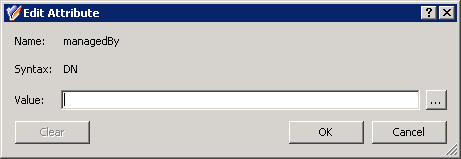 Edit Attribute
Name: managedBy
Syntax: DN
Value: ...
Clear OK Cancel